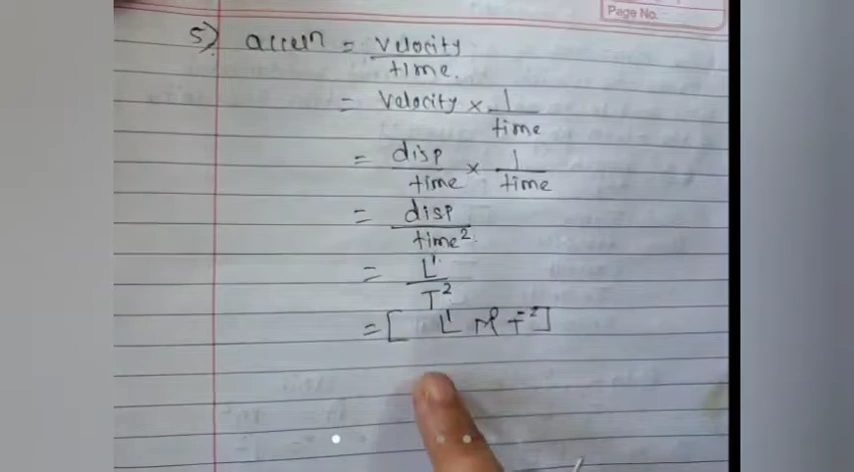 Page No.
5) acceln = velocity / time.
= velocity × 1 / time
= disp / time × 1 / time
= disp / time²
= L¹ / T²
= [ L¹ M⁰ T⁻² ]